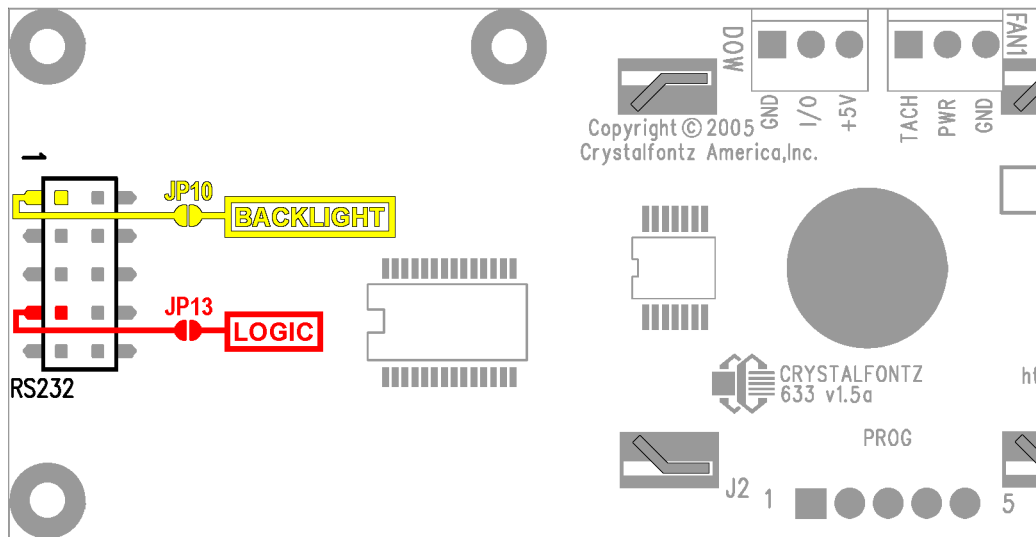 DOW
FAN1
GND
I/O
+5V
TACH
PWR
GND
Copyright © 2005
Crystalfontz America,Inc.
1
JP10
BACKLIGHT
JP13
LOGIC
RS232
CRYSTALFONTZ
633 v1.5a
ht
PROG
J2
1
5